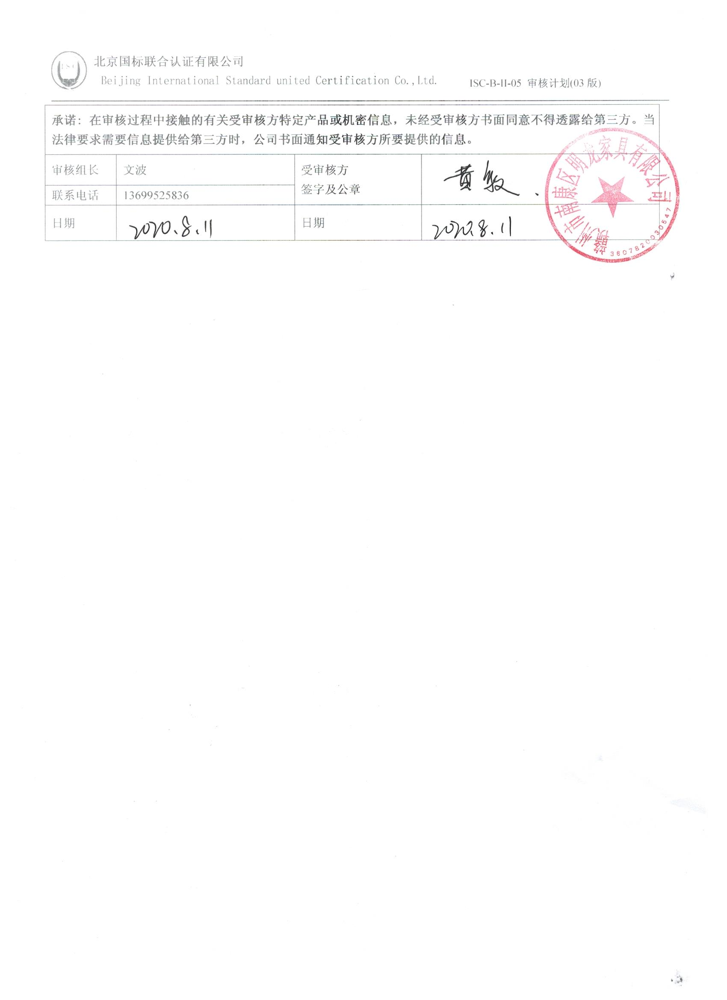 ISC
北京国标联合认证有限公司
Beijing International Standard united Certification Co.,Ltd.
ISC-B-II-05 审核计划(03 版)
承诺：在审核过程中接触的有关受审核方特定产品或机密信息，未经受审核方书面同意不得透露给第三方。当
法律要求需要信息提供给第三方时，公司书面通知受审核方所要提供的信息。
审核组长 文波
受审核方
签字及公章
黄
联系电话 13699525836
日期 2020.8.11
日期 2020.8.11
赣州市南康区明龙家具有限公司
3607820030547